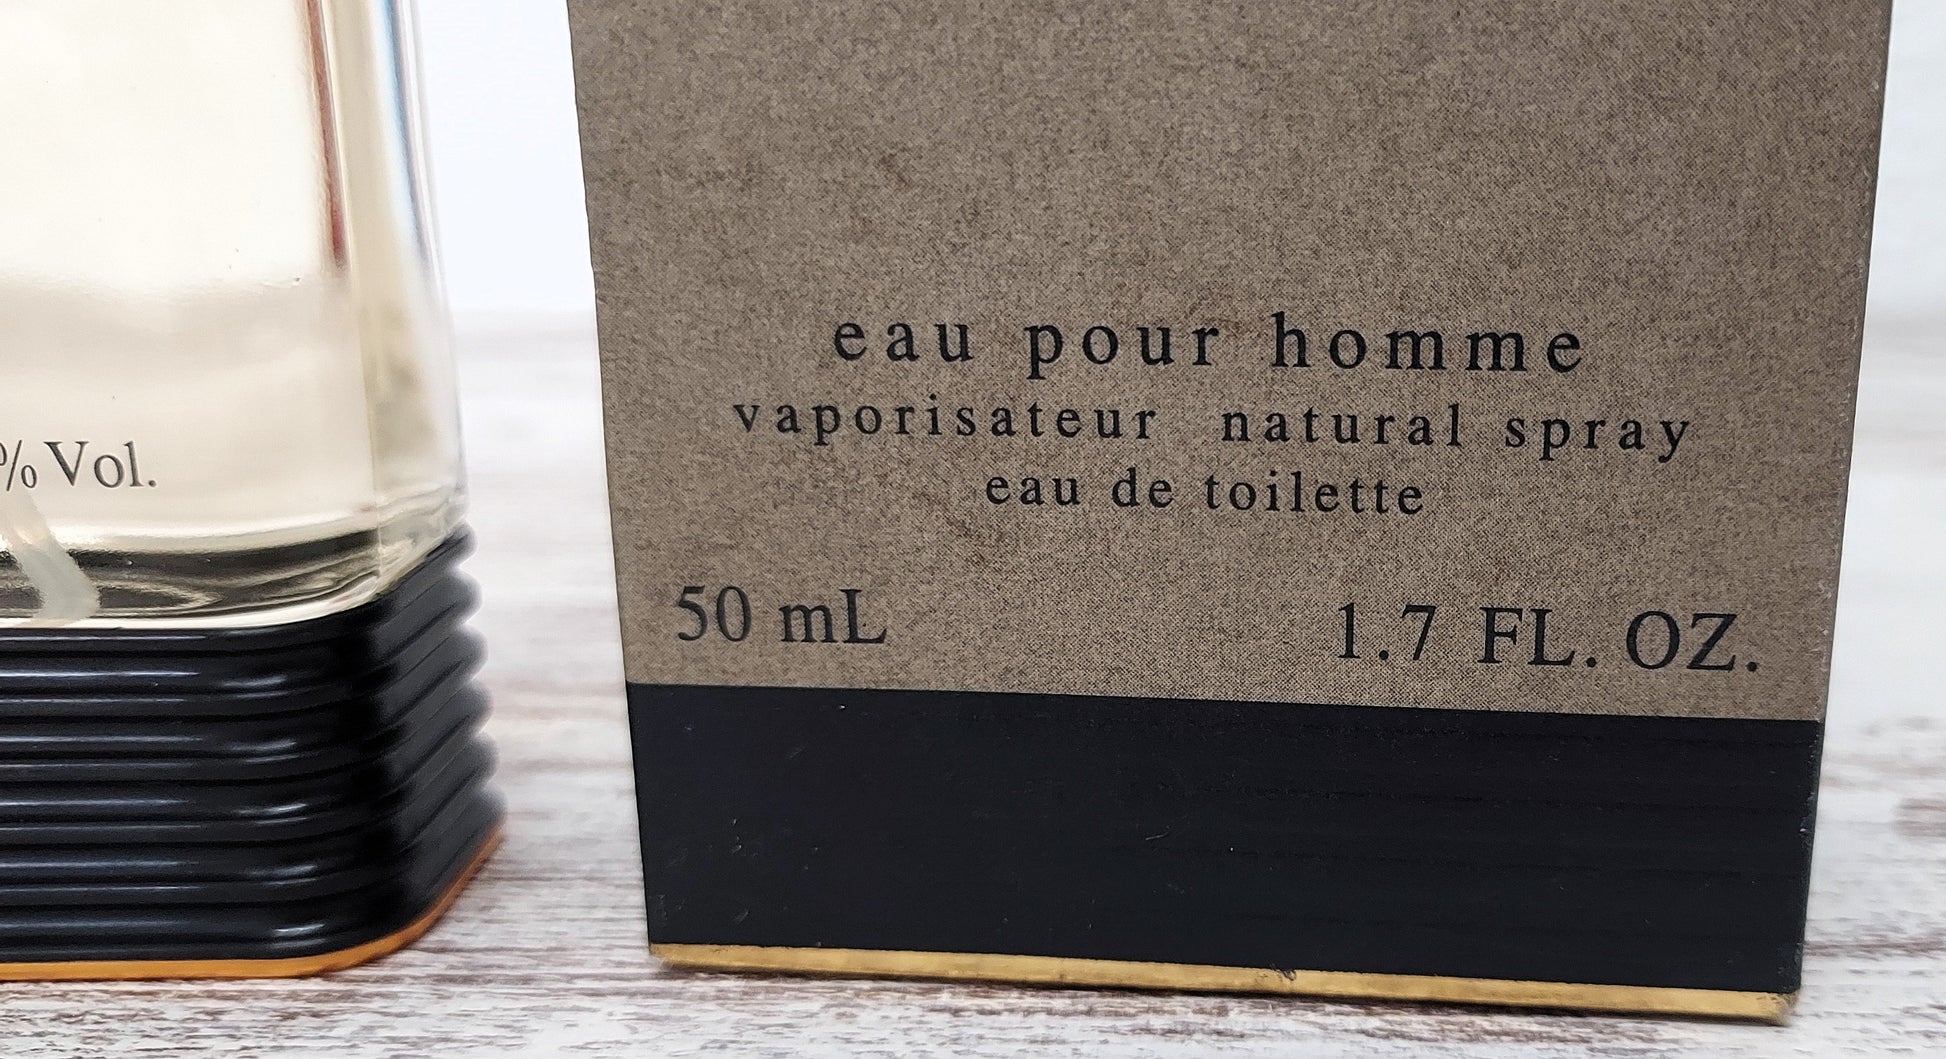 eau pour homme
vaporisateur natural spray
eau de toilette
50 mL 1.7 FL. OZ.
% Vol.